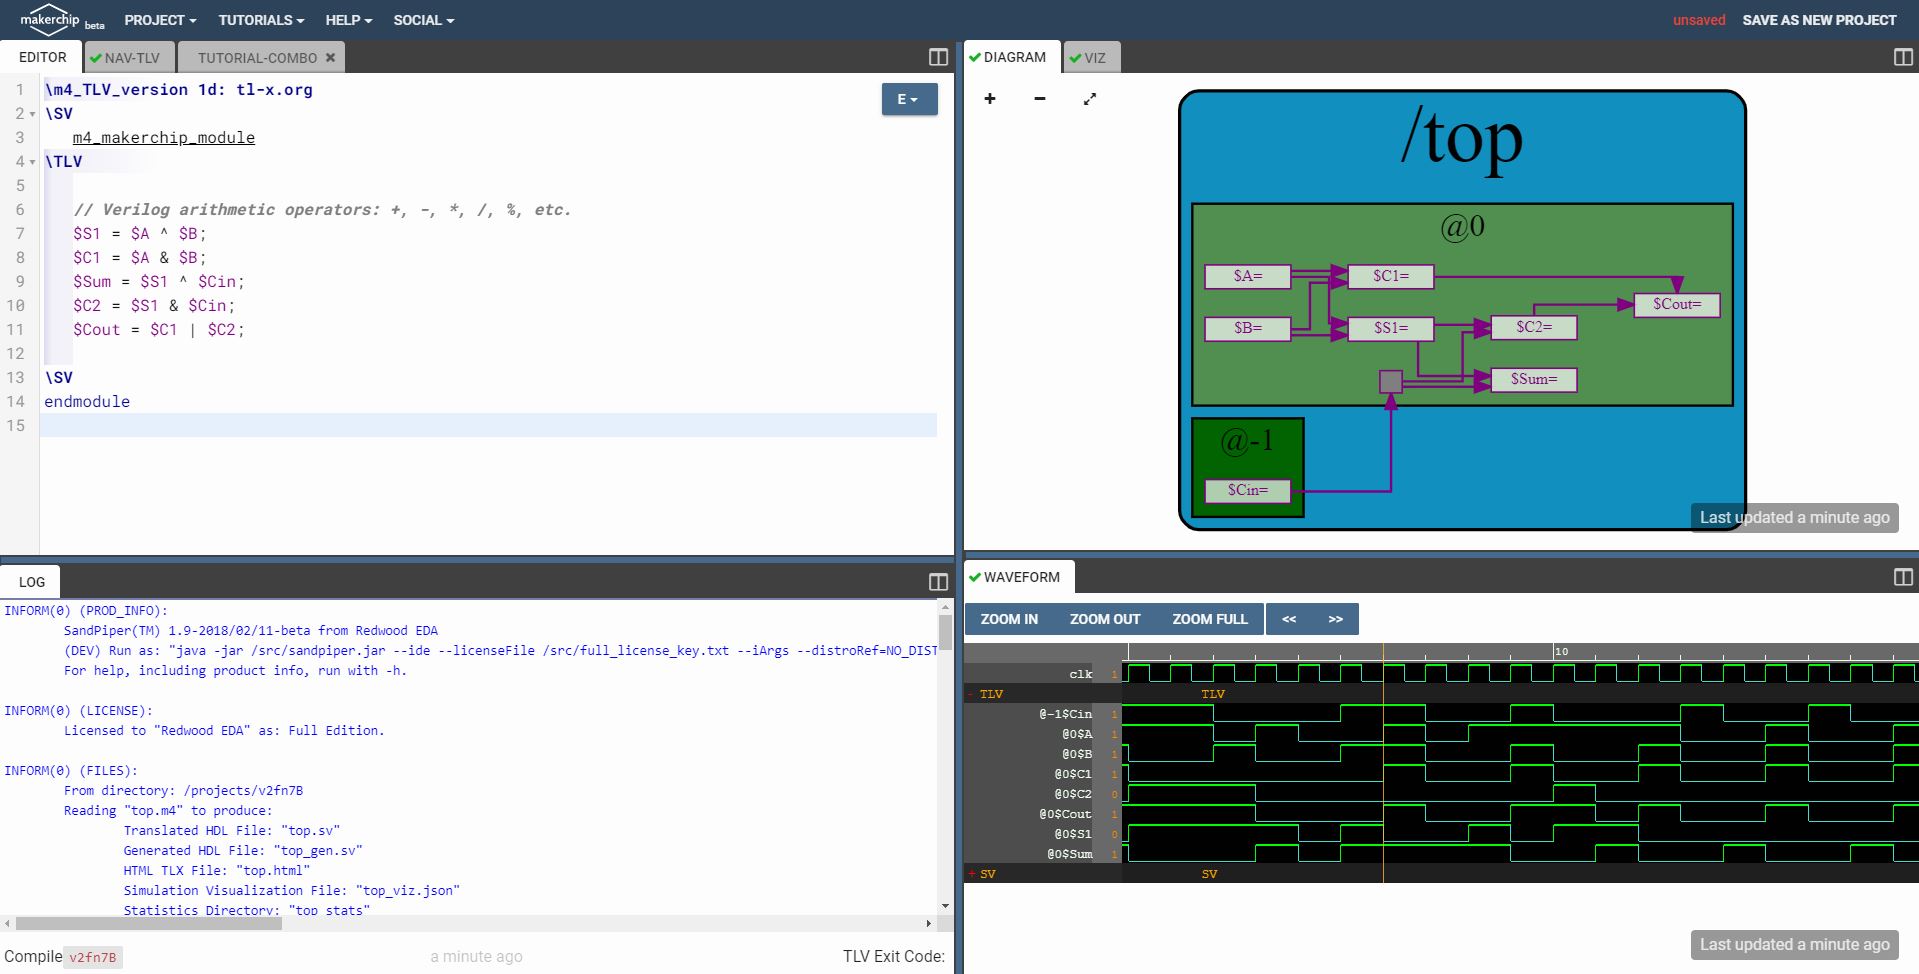 makerchip beta PROJECT TUTORIALS HELP SOCIAL unsaved SAVE AS NEW PROJECT
EDITOR NAV-TLV TUTORIAL-COMBO
E
1 \m4_TLV_version 1d: tl-x.org
2 \SV
3 m4_makerchip_module
4 \TLV
5
6 // Verilog arithmetic operators: +, -, *, /, %, etc.
7 $S1 = $A ^ $B;
8 $C1 = $A & $B;
9 $Sum = $S1 ^ $Cin;
10 $C2 = $S1 & $Cin;
11 $Cout = $C1 | $C2;
12
13 \SV
14 endmodule
15
DIAGRAM VIZ
/top
@0
$A= $C1=
$Cout=
$B= $S1= $C2=
$Sum=
@-1
$Cin=
Last updated a minute ago
LOG
INFORM(0) (PROD_INFO):
SandPiper(TM) 1.9-2018/02/11-beta from Redwood EDA
(DEV) Run as: "java -jar /src/sandpiper.jar --ide --licenseFile /src/full_license_key.txt --iArgs --distroRef=NO_DIST
For help, including product info, run with -h.
INFORM(0) (LICENSE):
Licensed to "Redwood EDA" as: Full Edition.
INFORM(0) (FILES):
From directory: /projects/v2fn7B
Reading "top.m4" to produce:
Translated HDL File: "top.sv"
Generated HDL File: "top_gen.sv"
HTML TLX File: "top.html"
Simulation Visualization File: "top_viz.json"
Statistics Directory: "top_stats"
Compile v2fn7B a minute ago TLV Exit Code:
WAVEFORM
ZOOM IN ZOOM OUT ZOOM FULL << >>
10
clk 1
- TLV TLV
@-1$Cin 1
@0$A 1
@0$B 1
@0$C1 1
@0$C2 0
@0$Cout 1
@0$S1 0
@0$Sum 1
+ SV SV
Last updated a minute ago